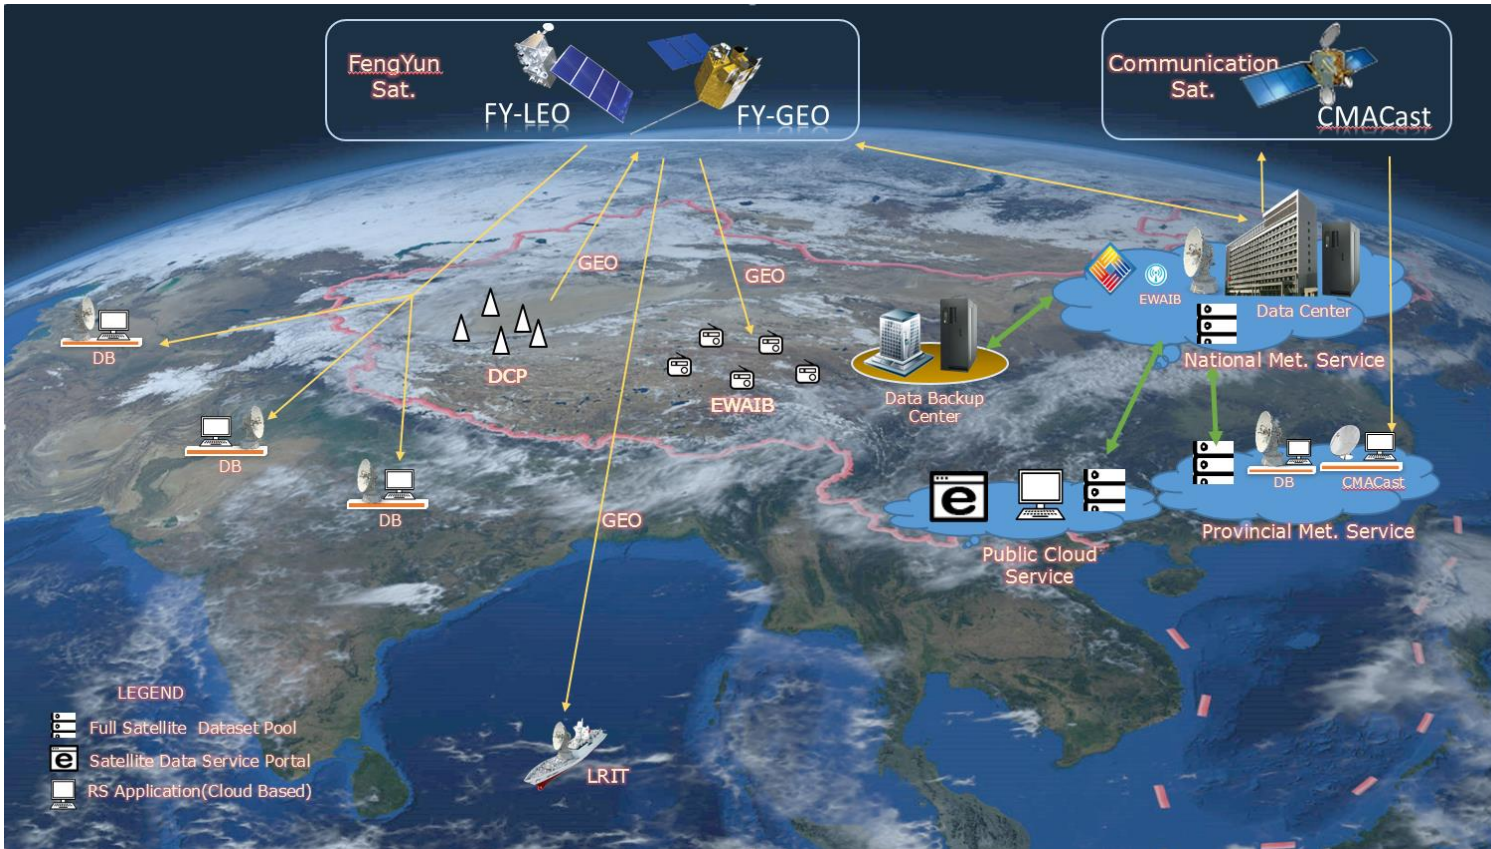 FengYun
Sat.
FY-LEO
FY-GEO
Communication
Sat.
CMACast
GEO
GEO
EWAIB
Data Center
National Met. Service
DB
DCP
EWAIB
Data Backup
Center
DB
DB
GEO
DB
CMACast
Provincial Met. Service
Public Cloud
Service
LEGEND
Full Satellite Dataset Pool
Satellite Data Service Portal
RS Application(Cloud Based)
LRIT